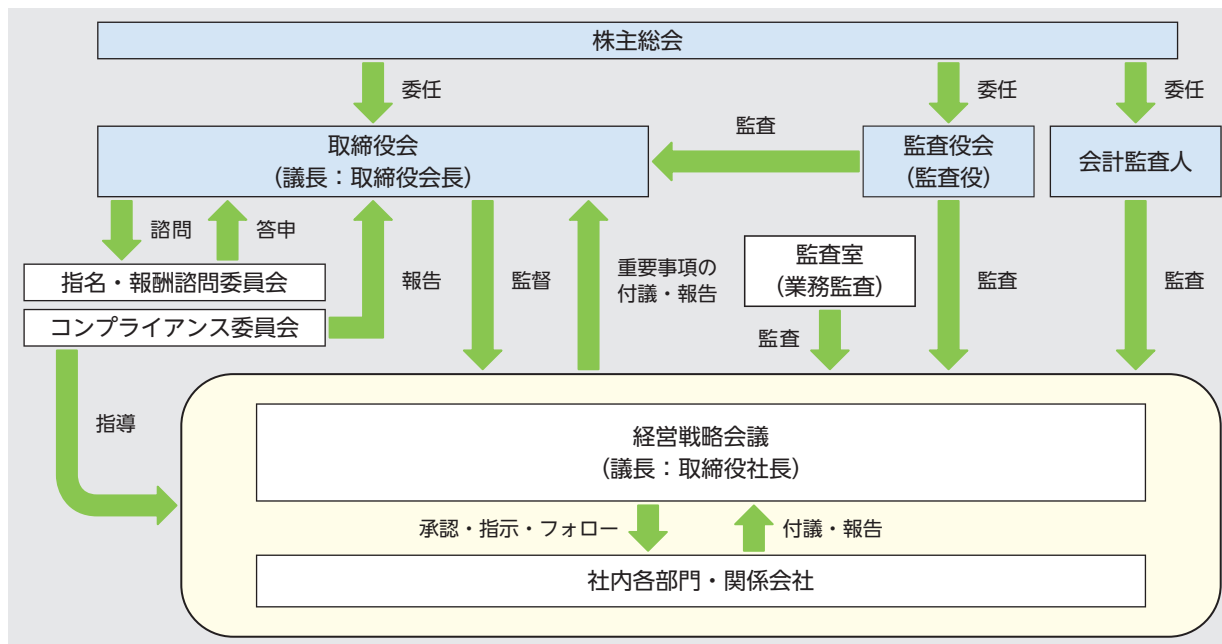 株主総会
委任
委任
委任
取締役会
(議長：取締役会長)
監査
監査役会
(監査役)
会計監査人
諮問
答申
指名・報酬諮問委員会
コンプライアンス委員会
報告
監督
重要事項の
付議・報告
監査室
(業務監査)
監査
監査
監査
指導
経営戦略会議
(議長：取締役社長)
承認・指示・フォロー
付議・報告
社内各部門・関係会社